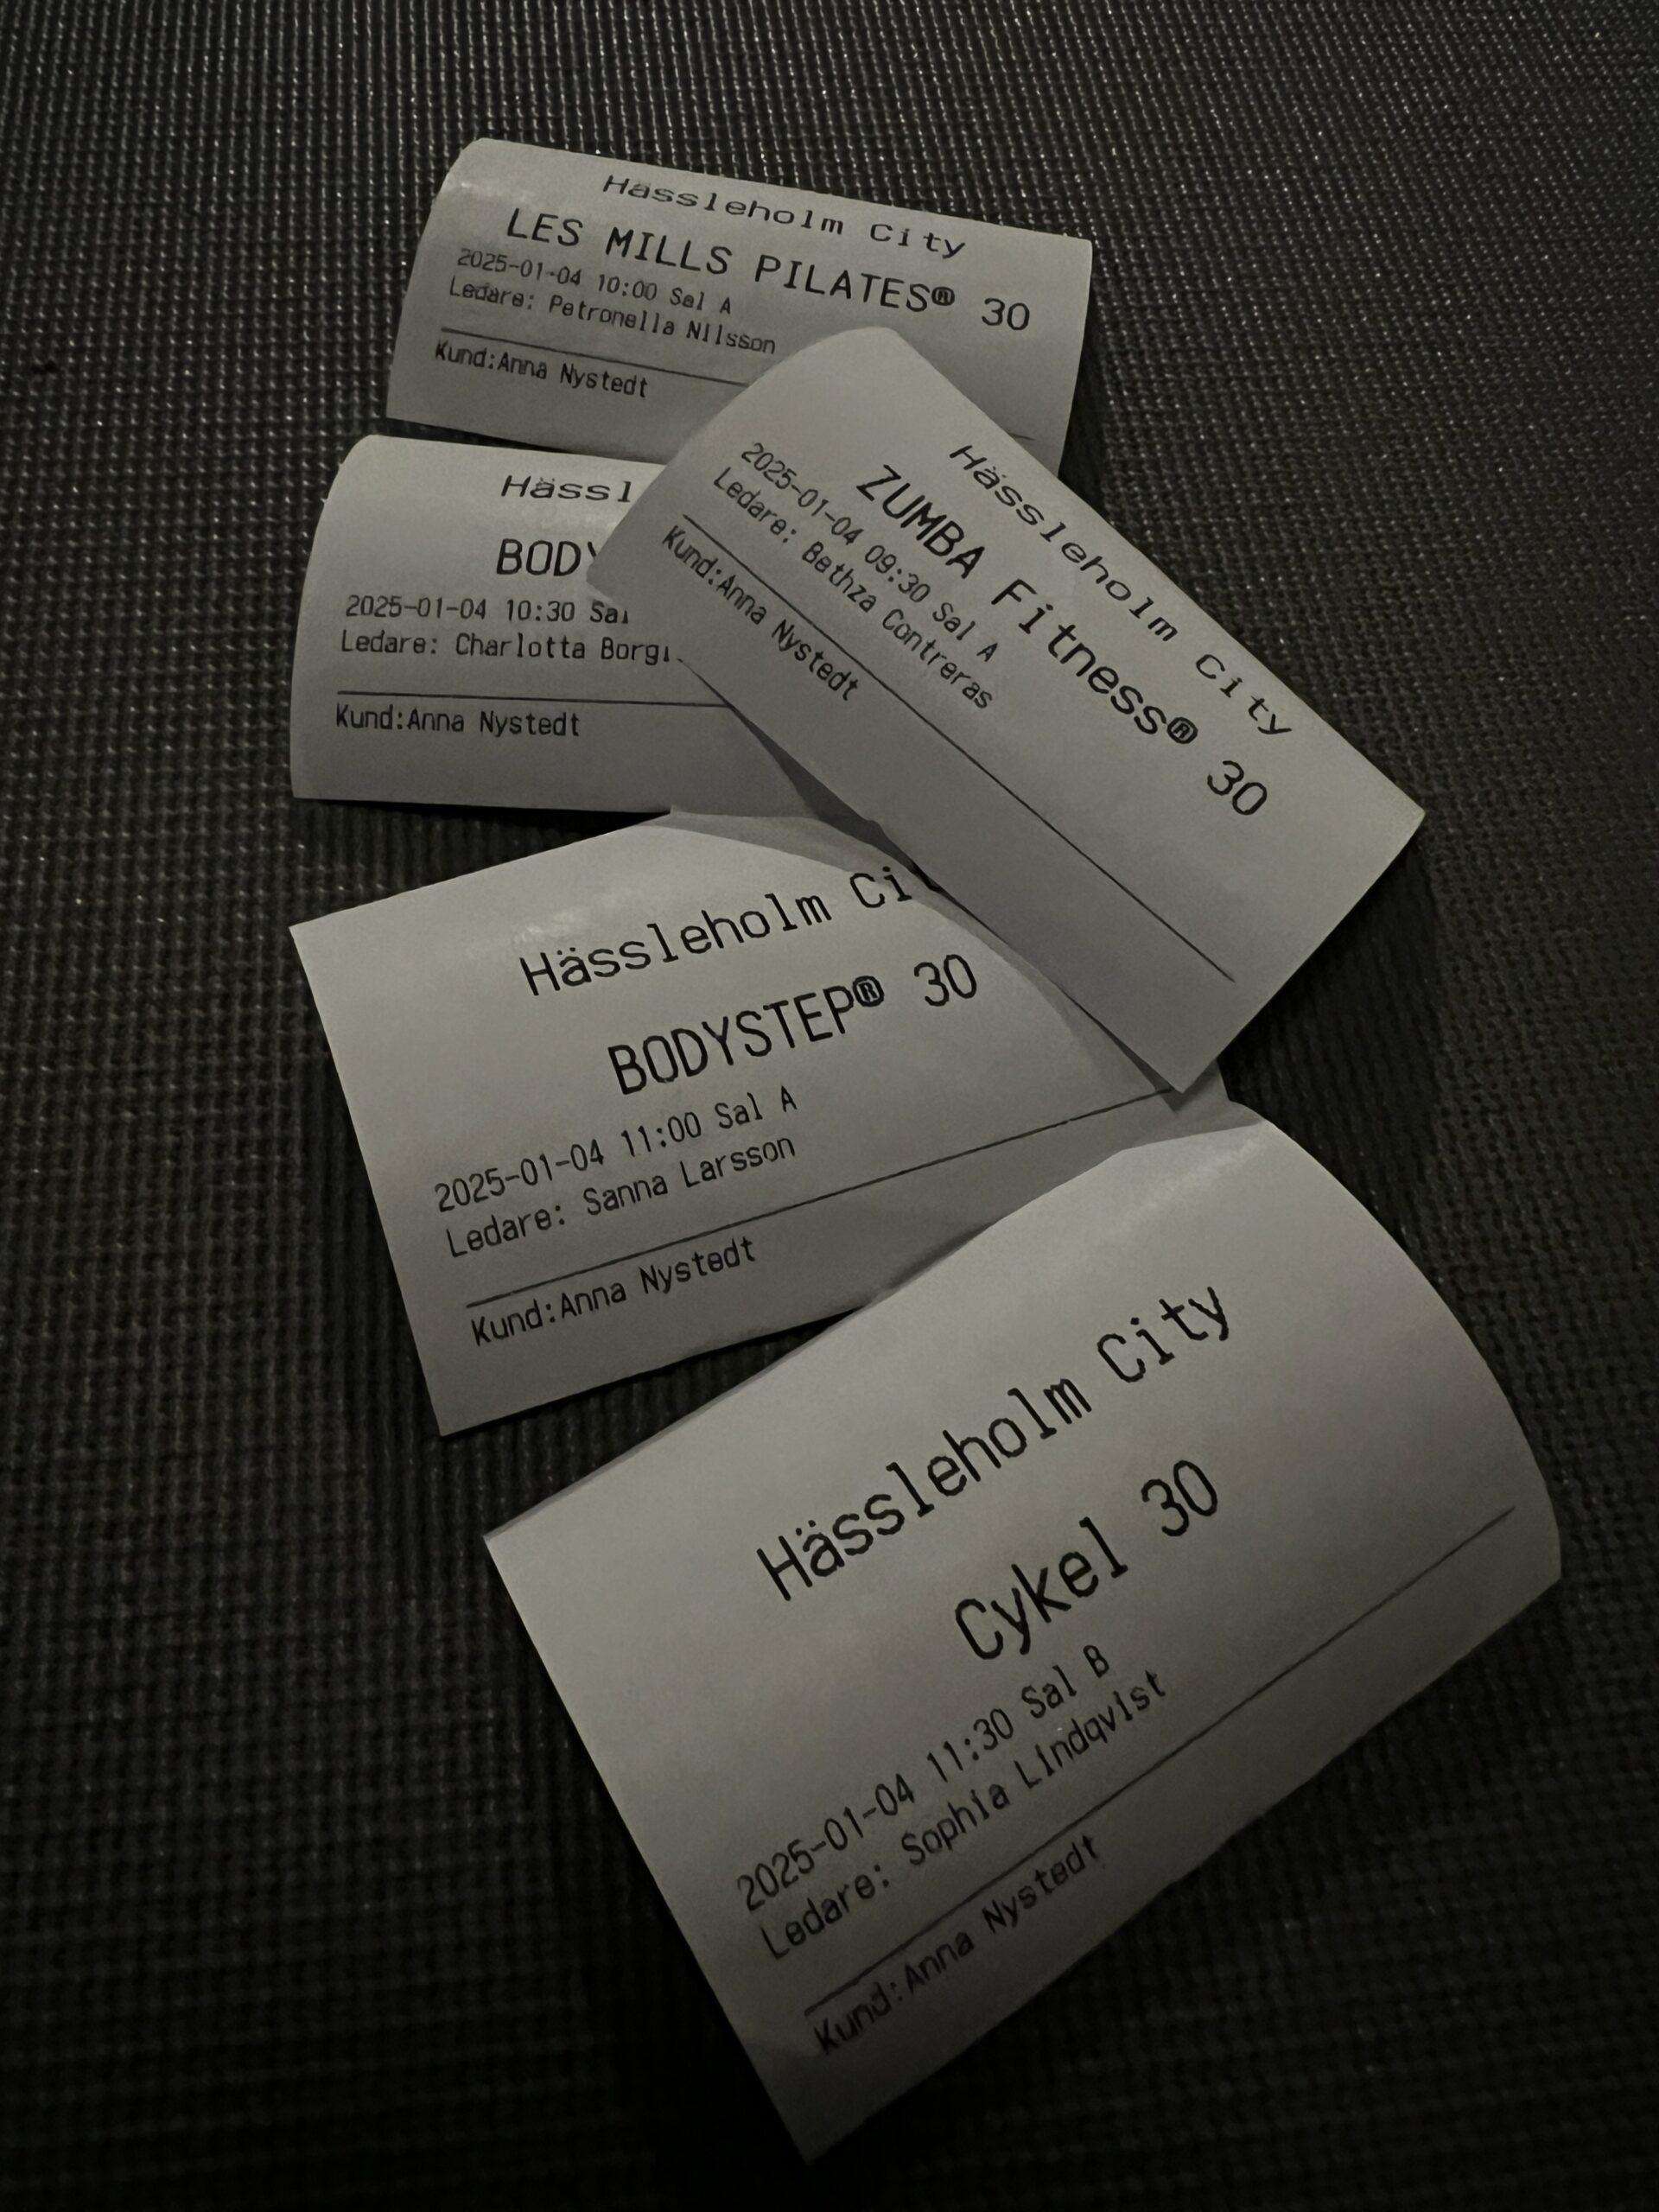 Hässleholm City
LES MILLS PILATES® 30
2025-01-04 10:00 Sal A
Ledare: Petronella Nilsson
Kund:Anna Nystedt
Hässleholm City
ZUMBA Fitness® 30
2025-01-04 09:30 Sal A
Ledare: Bethza Contreras
Kund:Anna Nystedt
2025-01-04 10:30 Sal
Ledare: Charlotta
Kund:Anna Nystedt
Hässleholm
BODYSTEP® 30
2025-01-04 11:00 Sal A
Ledare: Sanna Larsson
Kund:Anna Nystedt
Hässleholm City
Cykel 30
2025-01-04 11:30 Sal B
Ledare: Sophia Lindqvist
Kund:Anna Nystedt